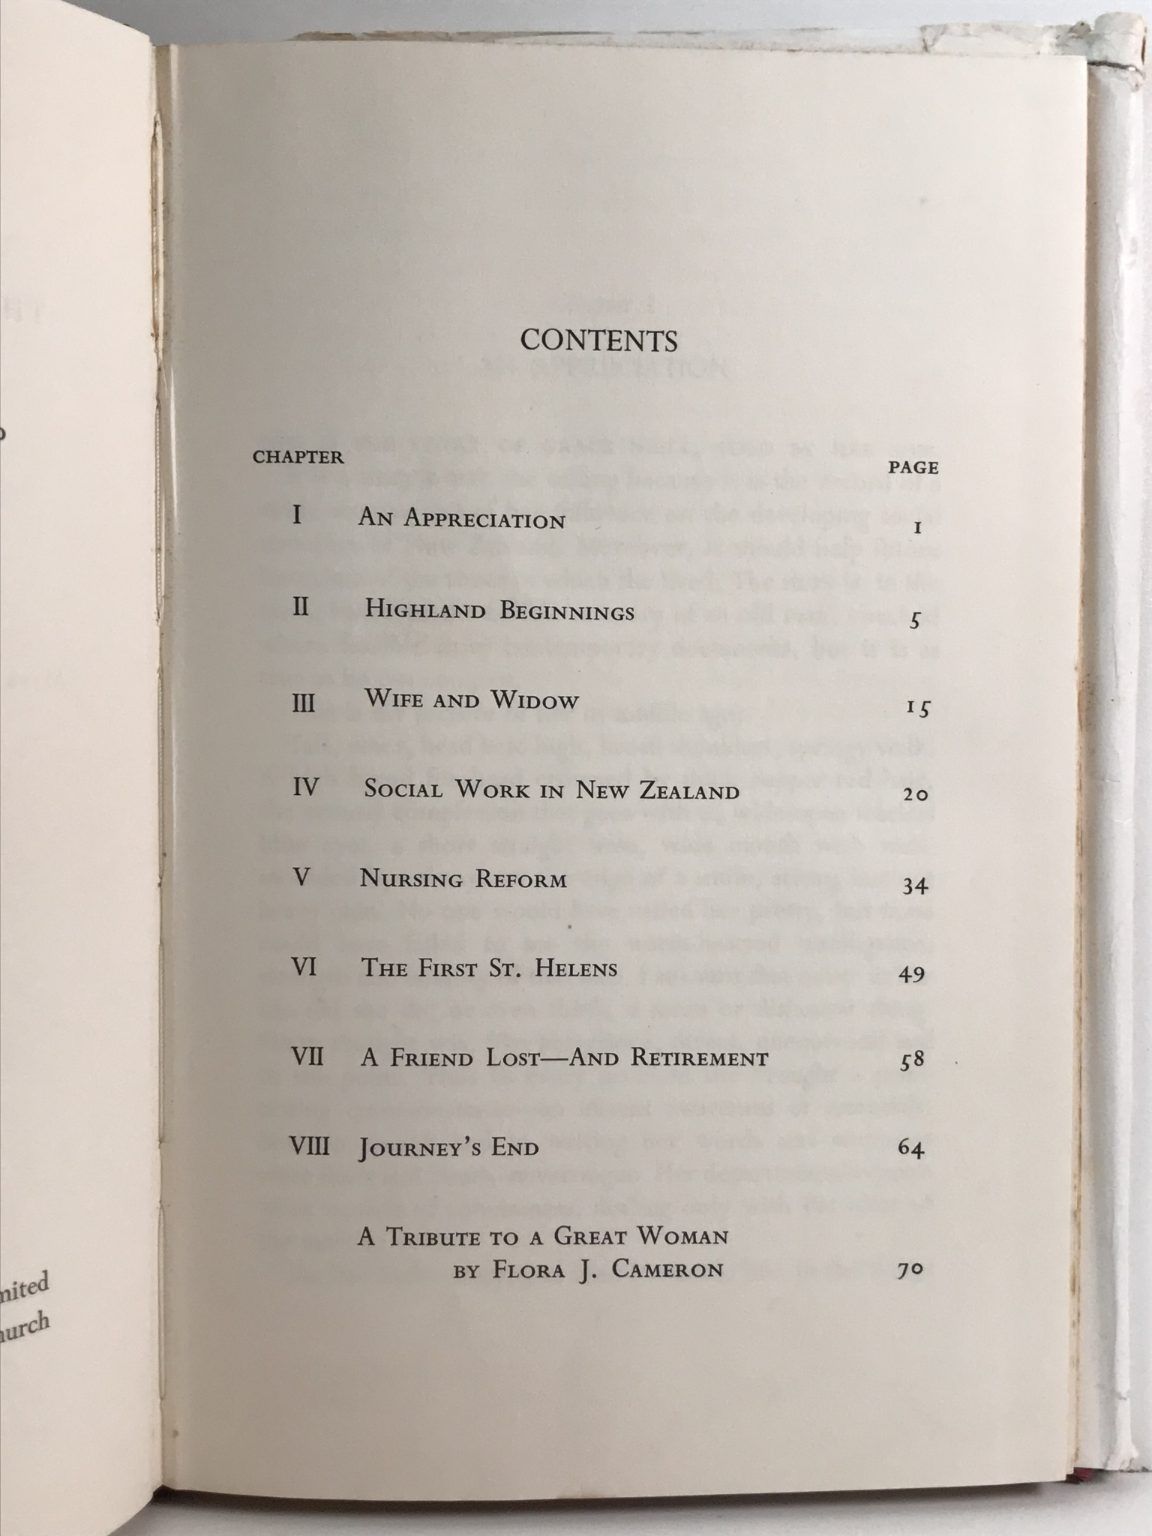 CONTENTS
CHAPTER PAGE
I AN APPRECIATION 1
II HIGHLAND BEGINNINGS 5
III WIFE AND WIDOW 15
IV SOCIAL WORK IN NEW ZEALAND 20
V NURSING REFORM 34
VI THE FIRST ST. HELENS 49
VII A FRIEND LOST—AND RETIREMENT 58
VIII JOURNEY'S END 64
A TRIBUTE TO A GREAT WOMAN
BY FLORA J. CAMERON 70